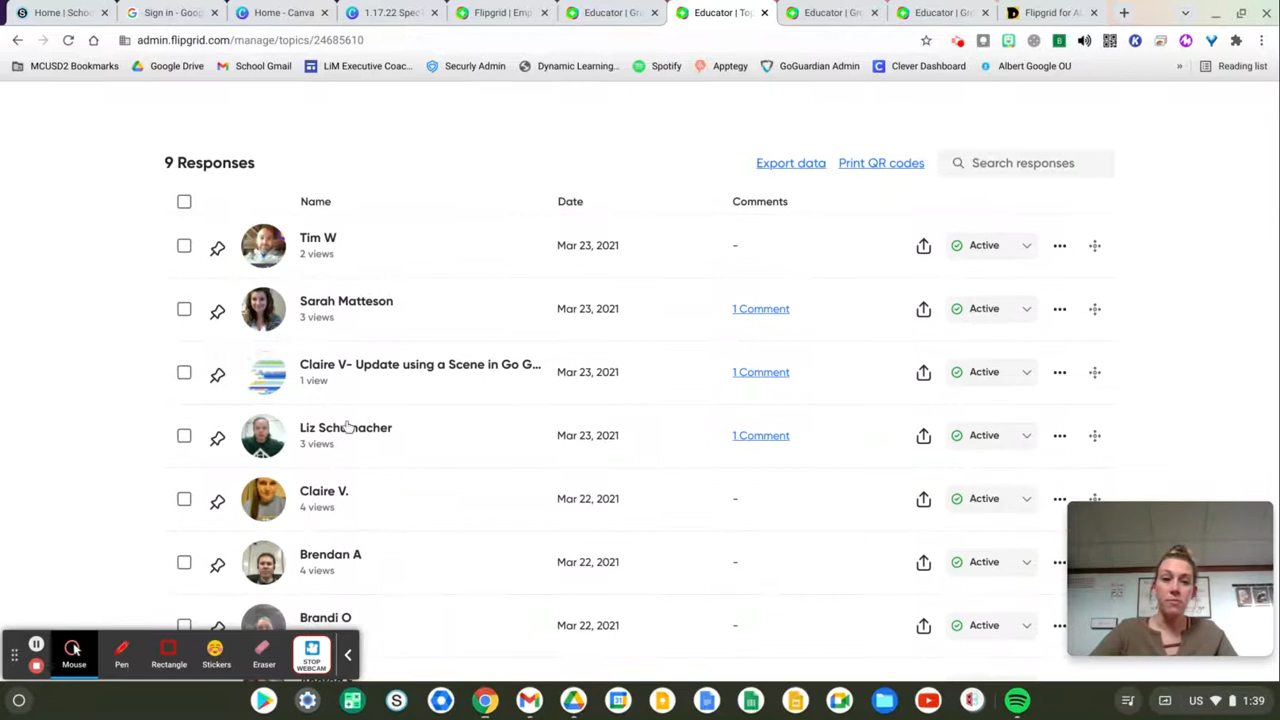 Home | Schoo
Sign in - Goog
Home - Canva
1.17.22 Spec
Flipgrid | Emp
Educator | Gr
Educator | Top
Educator | Gr
Educator | Gro
Flipgrid for Al
admin.flipgrid.com/manage/topics/24685610
MCUSD2 Bookmarks
Google Drive
School Gmail
LiM Executive Coac...
Securly Admin
Dynamic Learning...
Spotify
Apptegy
GoGuardian Admin
Clever Dashboard
Albert Google OU
»
Reading list
9 Responses
Export data
Print QR codes
Search responses
Name
Date
Comments
Tim W
2 views
Mar 23, 2021
-
Active
Sarah Matteson
3 views
Mar 23, 2021
1 Comment
Active
Claire V- Update using a Scene in Go G...
1 view
Mar 23, 2021
1 Comment
Active
Liz
3 views
Mar 23, 2021
1 Comment
Active
Claire V.
4 views
Mar 22, 2021
-
Active
Brendan A
4 views
Mar 22, 2021
-
Active
Brandi O
Mar 22, 2021
-
Active
Mouse
Pen
Rectangle
Stickers
Eraser
STOP
WEBCAM
US
1:39